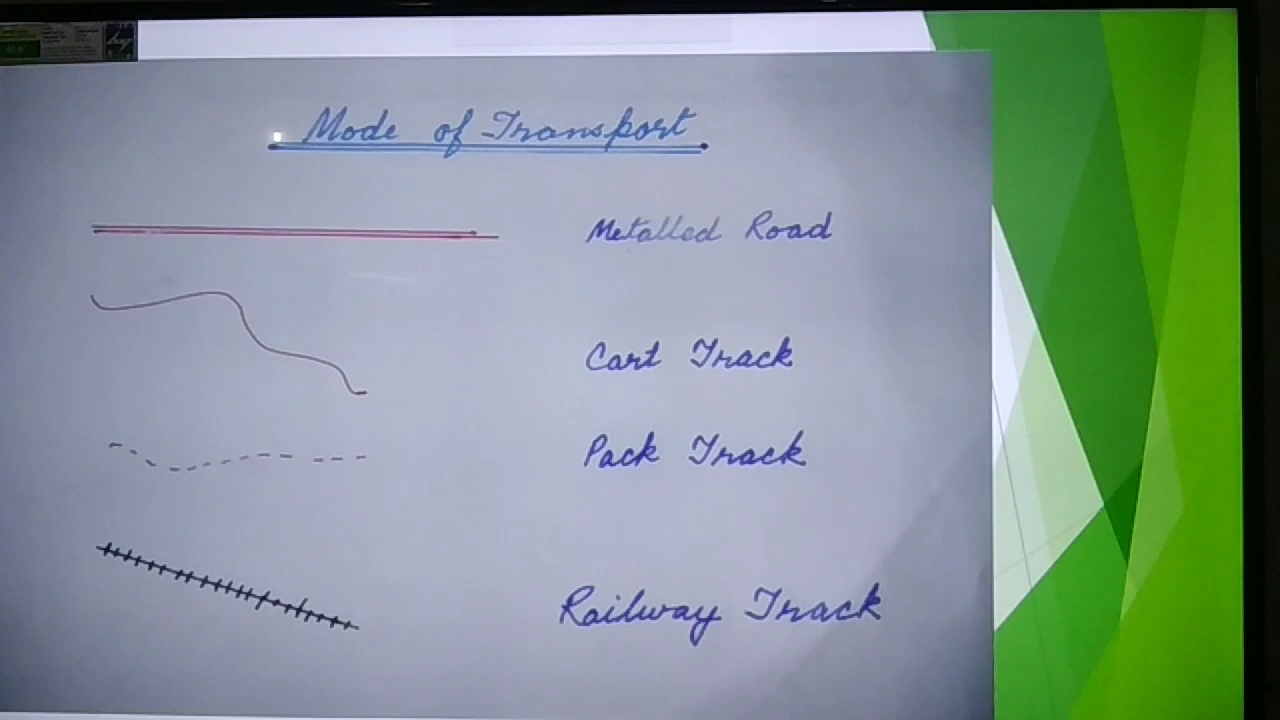 Mode of Transport
Metalled Road
Cart Track
Pack Track
Railway Track